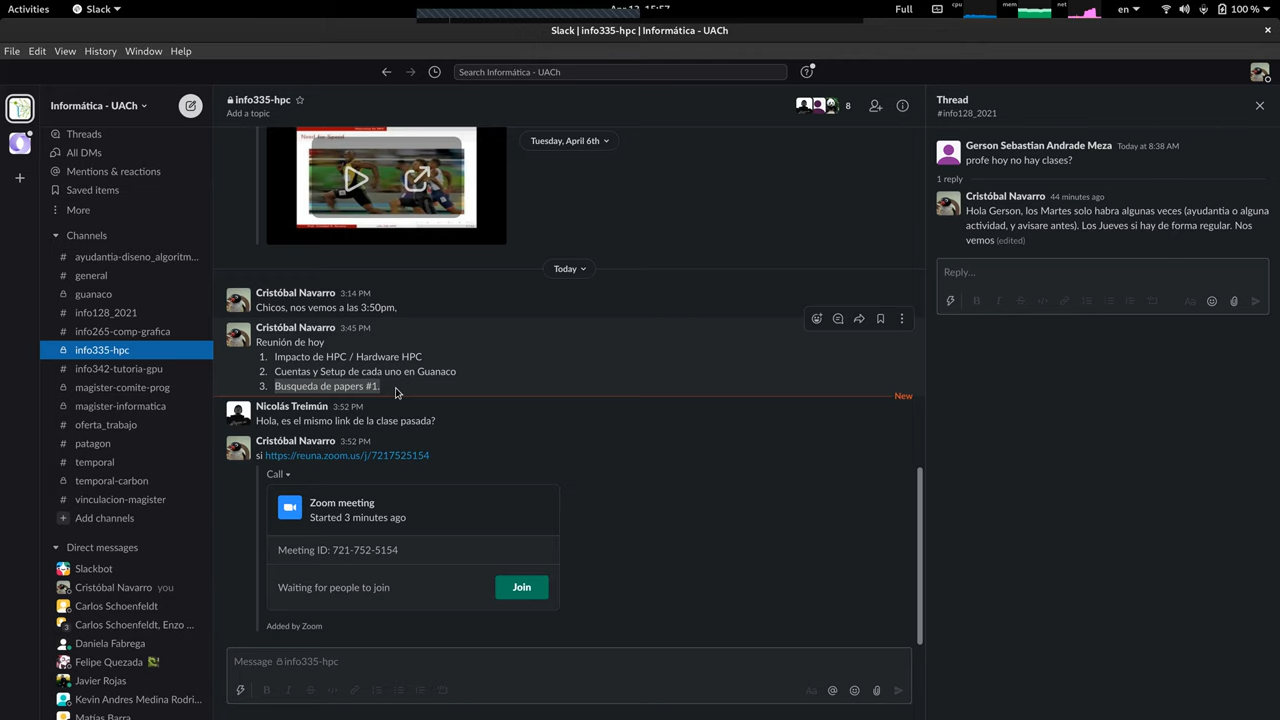 Activities
Slack
Full
cpu
mem
net
en
100 %
Slack | info335-hpc | Informática - UACh
File Edit View History Window Help
Search Informática - UACh
Informática - UACh
Threads
All DMs
Mentions & reactions
Saved items
More
Channels
# ayudantia-diseno_algoritm...
# general
guanaco
# info128_2021
# info265-comp-grafica
info335-hpc
# info342-tutoria-gpu
magister-comite-prog
magister-informatica
# oferta_trabajo
# patagon
# temporal
temporal-carbon
# vinculacion-magister
Add channels
Direct messages
Slackbot
Cristóbal Navarro you
Carlos Schoenfeldt
3 Carlos Schoenfeldt, Enzo ...
Daniela Fabrega
Felipe Quezada
Javier Rojas
Kevin Andres Medina Rodri...
Matias Barra
info335-hpc
Add a topic
8
Tuesday, April 6th
Need for Speed
Today
Cristóbal Navarro 3:14 PM
Chicos, nos vemos a las 3:50pm,
Cristóbal Navarro 3:45 PM
Reunión de hoy
1. Impacto de HPC / Hardware HPC
2. Cuentas y Setup de cada uno en Guanaco
3. Busqueda de papers #1.
New
Nicolás Treimún 3:52 PM
Hola, es el mismo link de la clase pasada?
Cristóbal Navarro 3:52 PM
si https://reuna.zoom.us/j/7217525154
Call
Zoom meeting
Started 3 minutes ago
Meeting ID: 721-752-5154
Waiting for people to join
Join
Added by Zoom
Message info335-hpc
Thread
#info128_2021
Gerson Sebastian Andrade Meza Today at 8:38 AM
profe hoy no hay clases?
1 reply
Cristóbal Navarro 44 minutes ago
Hola Gerson, los Martes solo habra algunas veces (ayudantia o alguna
actividad, y avisare antes). Los Jueves si hay de forma regular. Nos
vemos (edited)
Reply...